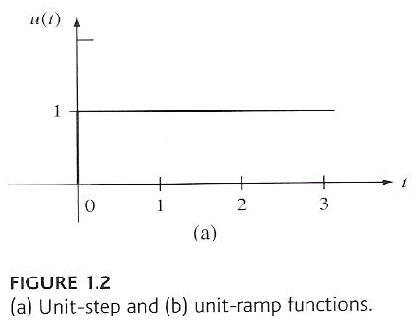 u(t)
1
t
0 1 2 3
(a)
FIGURE 1.2
(a) Unit-step and (b) unit-ramp functions.